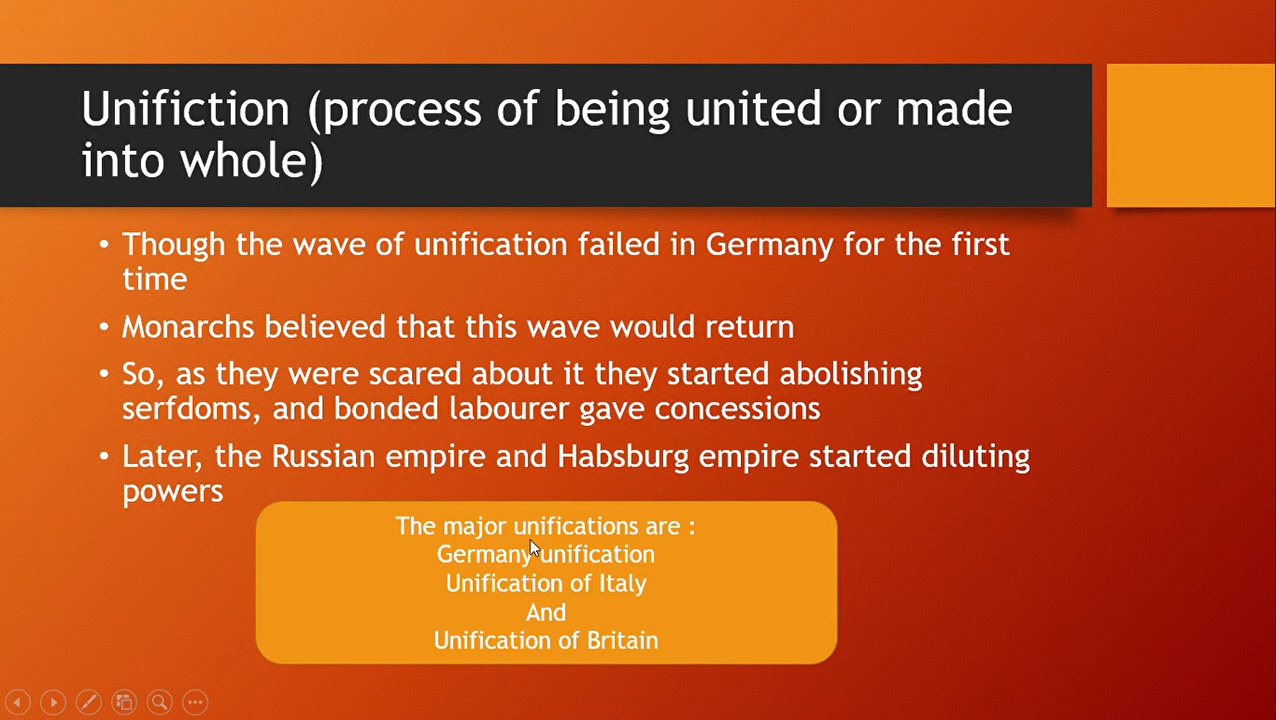 Unifiction (process of being united or made
into whole)
• Though the wave of unification failed in Germany for the first
time
• Monarchs believed that this wave would return
• So, as they were scared about it they started abolishing
serfdoms, and bonded labourer gave concessions
• Later, the Russian empire and Habsburg empire started diluting
powers
The major unifications are :
Germany unification
Unification of Italy
And
Unification of Britain